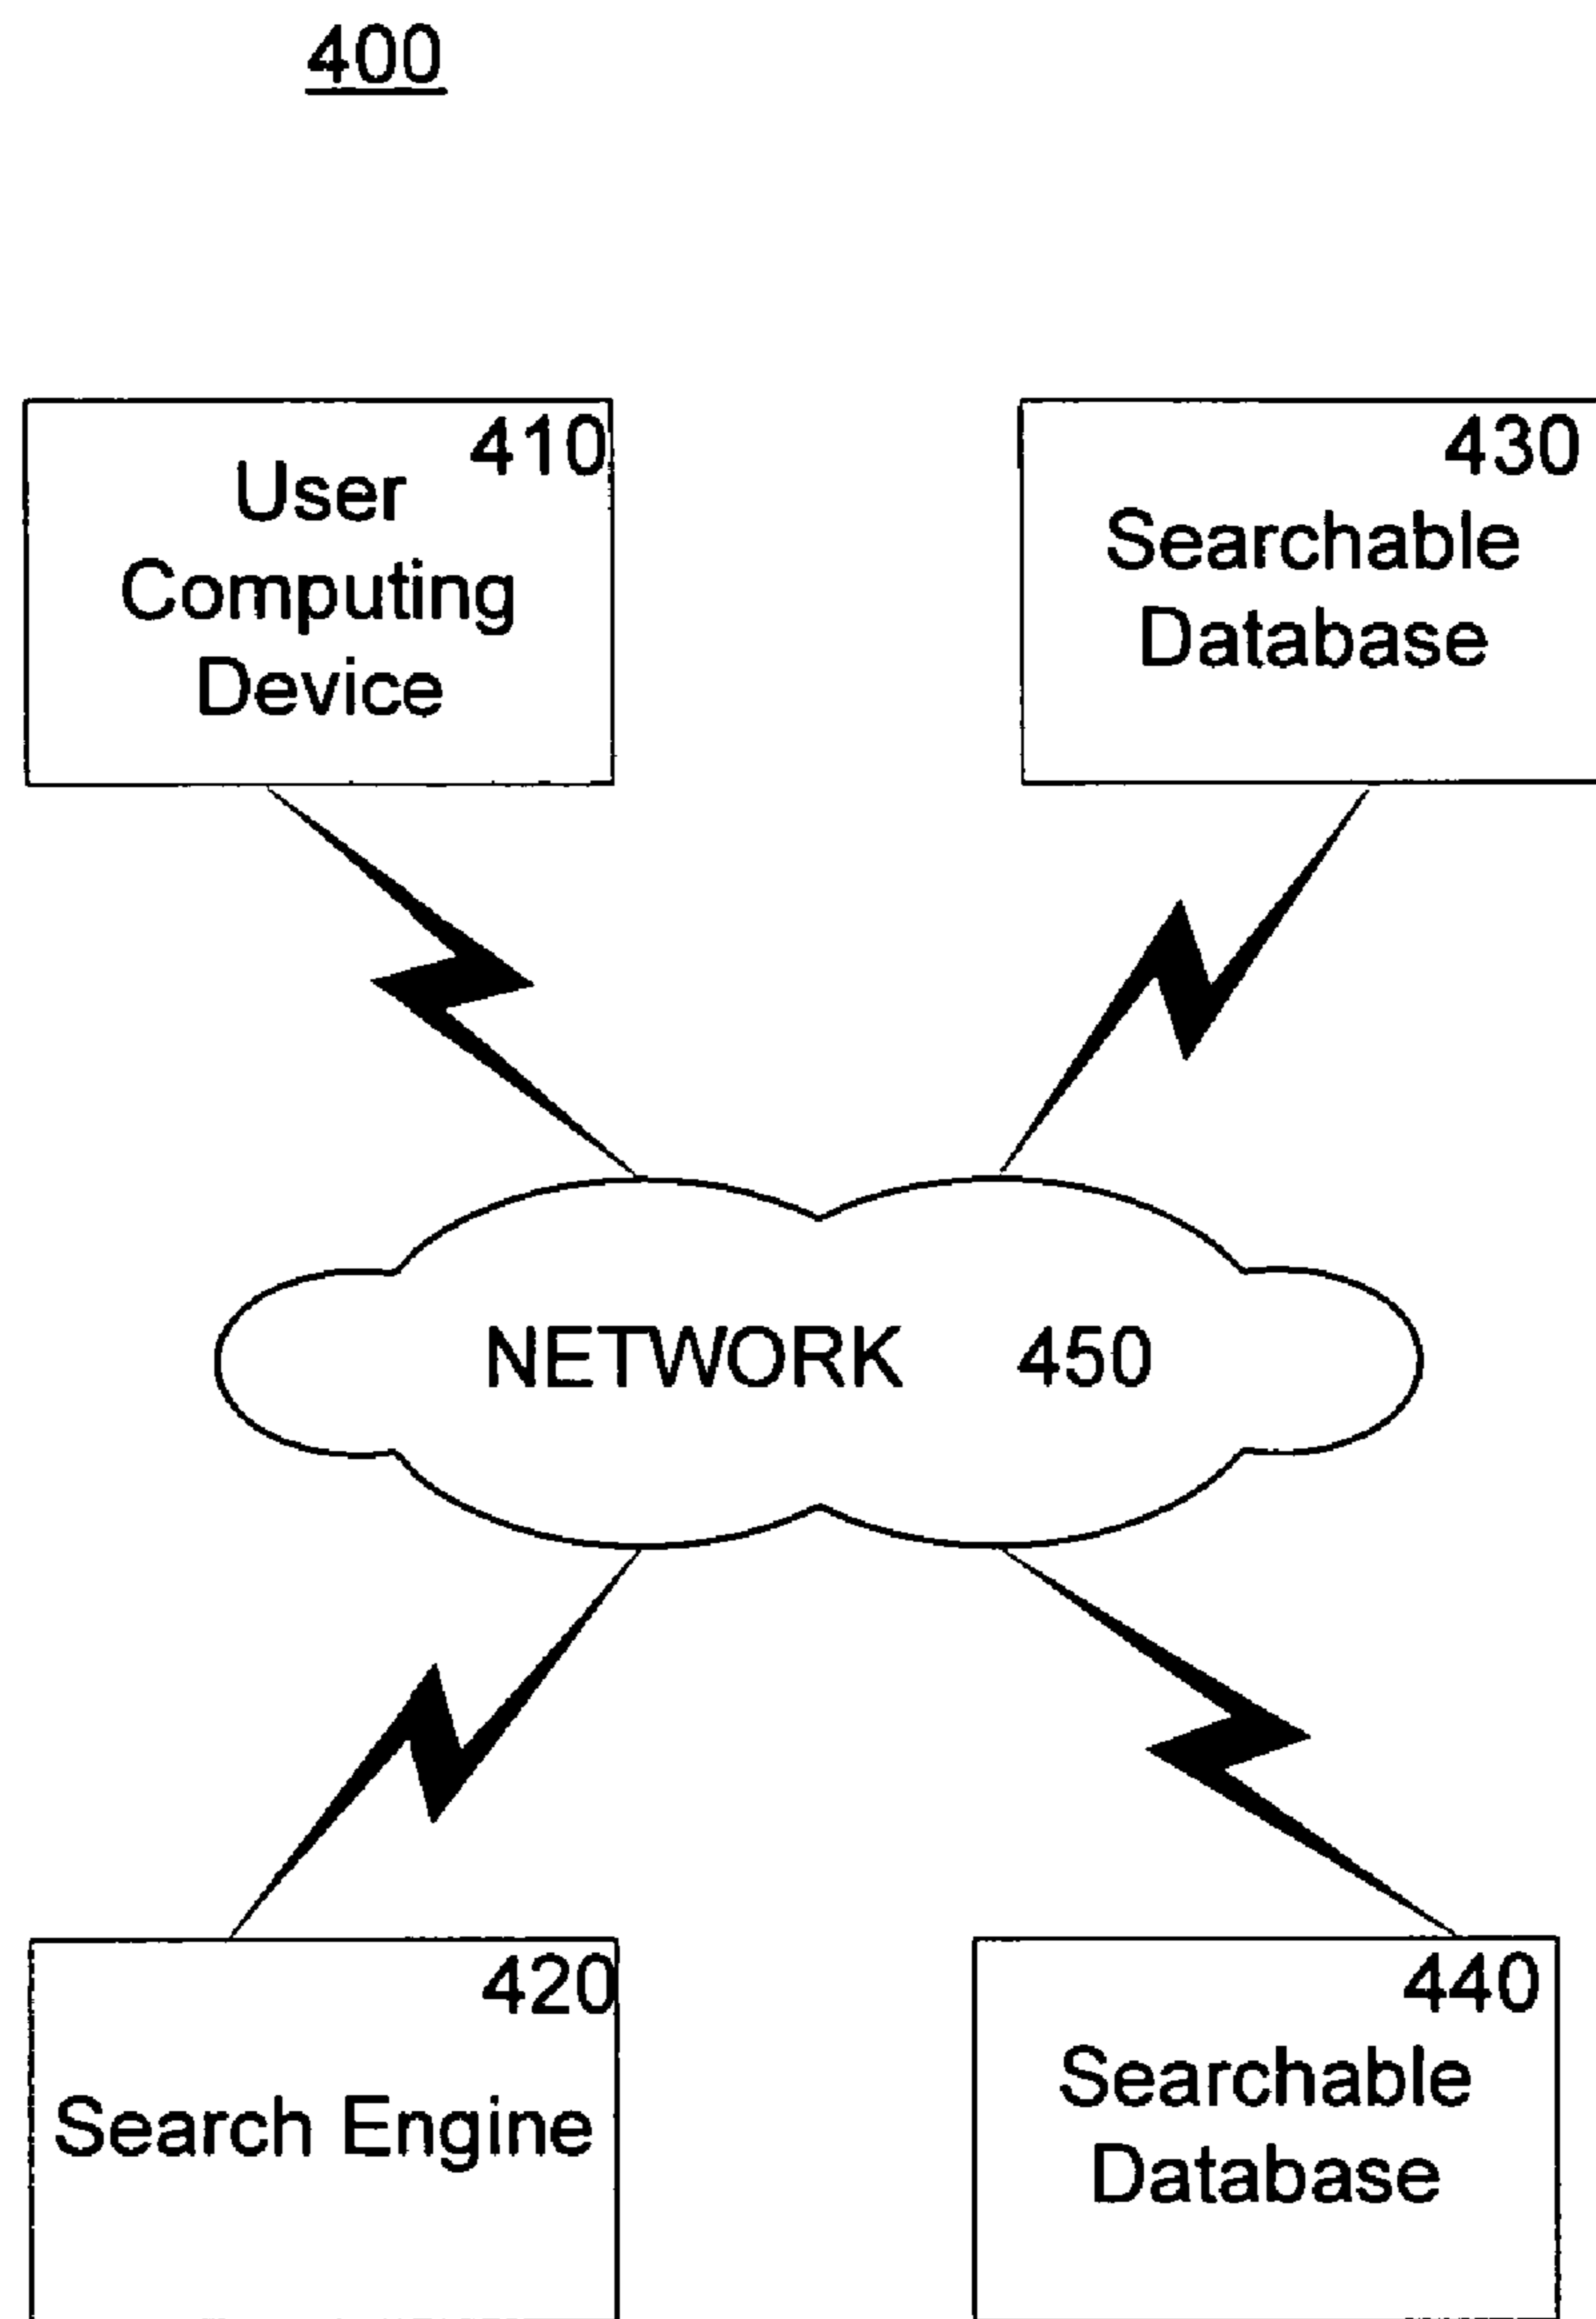 400
410
User
Computing
Device
430
Searchable
Database
NETWORK 450
420
Search Engine
440
Searchable
Database